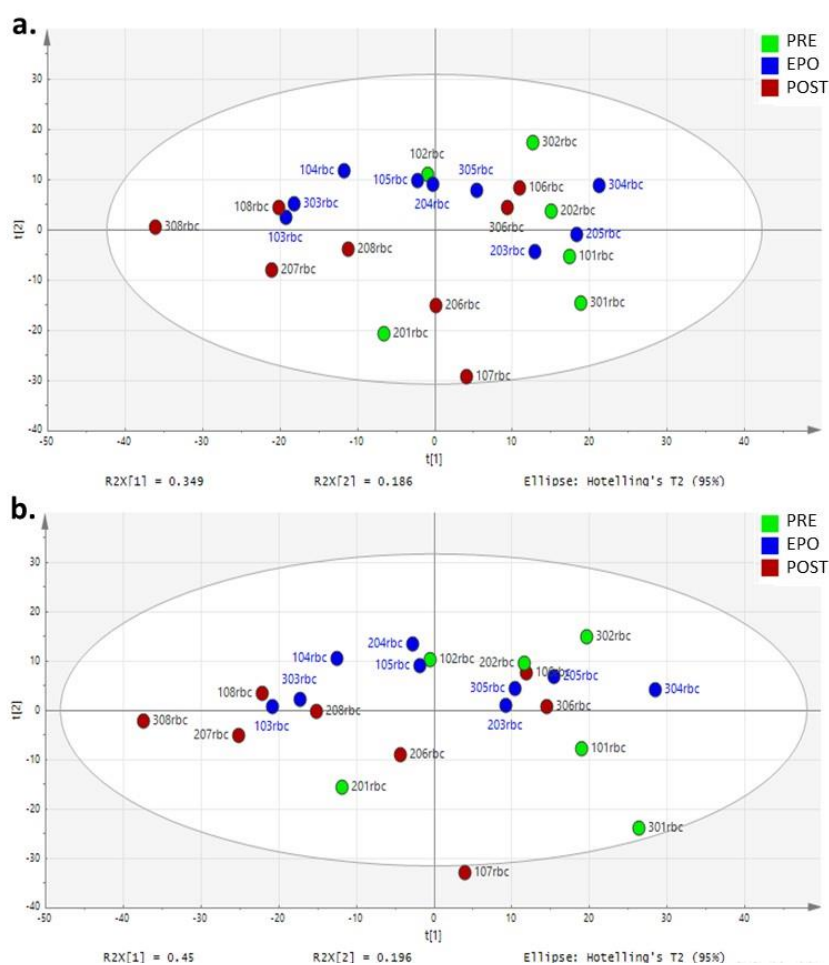 a.
PRE
EPO
POST
t[2]
30
20
10
0
-10
-20
-30
-40
302rbc
102rbc
104rbc
105rbc
305rbc
204rbc
106rbc
304rbc
303rbc
108rbc
103rbc
306rbc
202rbc
308rbc
205rbc
208rbc
203rbc
101rbc
207rbc
206rbc
301rbc
201rbc
107rbc
-50 -40 -30 -20 -10 0 10 20 30 40
t[1]
R2X[1] = 0.349 R2X[2] = 0.186 Ellipse: Hotelling's T2 (95%)
b.
PRE
EPO
POST
t[2]
30
20
10
0
-10
-20
-30
-40
302rbc
204rbc
104rbc
105rbc
102rbc
202rbc
205rbc
303rbc
305rbc
304rbc
108rbc
103rbc
208rbc
203rbc
306rbc
308rbc
207rbc
206rbc
101rbc
201rbc
301rbc
107rbc
-50 -40 -30 -20 -10 0 10 20 30 40
t[1]
R2X[1] = 0.45 R2X[2] = 0.196 Ellipse: Hotelling's T2 (95%)